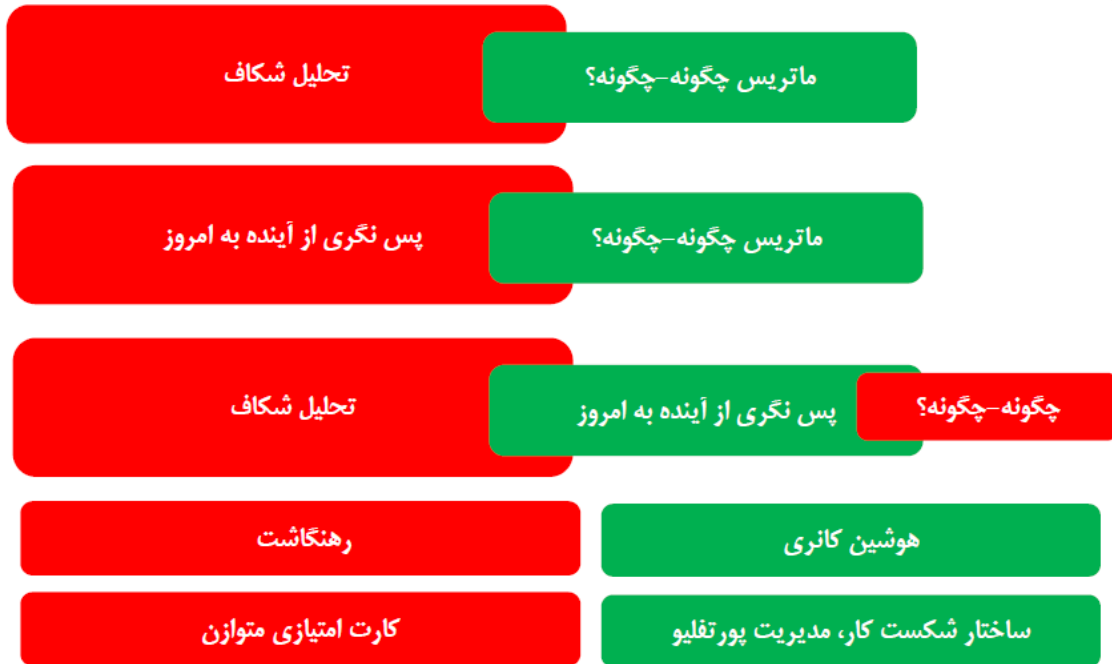 ماتریس چگونه-چگونه؟
تحلیل شکاف
ماتریس چگونه-چگونه؟
پس نگری از آینده به امروز
چگونه-چگونه؟
پس نگری از آینده به امروز
تحلیل شکاف
هوشین کانری
رهنگاشت
ساختار شکست کار، مدیریت پورتفلیو
کارت امتیازی متوازن